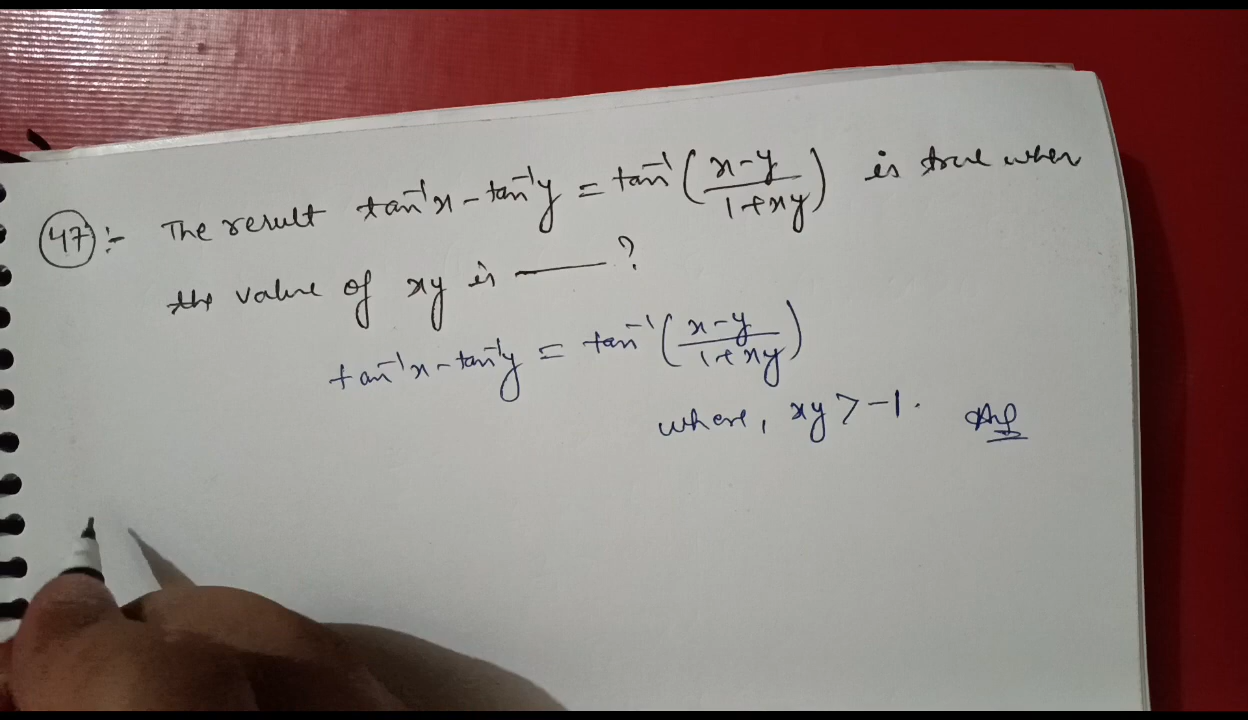 47 :- The result tan⁻¹x - tan⁻¹y = tan⁻¹(x-y/1+xy) is true when
the value of xy is ——— ?
tan⁻¹x - tan⁻¹y = tan⁻¹(x-y/1+xy)
where, xy > -1. Ans